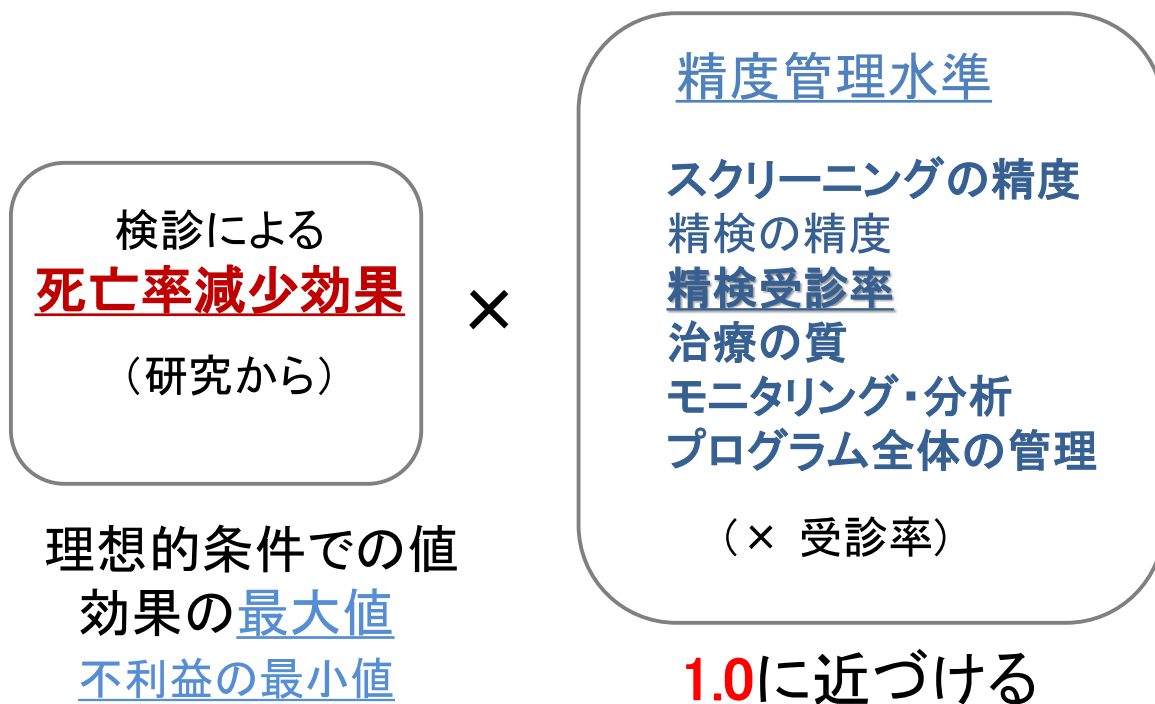 検診による
死亡率減少効果
（研究から）
×
精度管理水準
スクリーニングの精度
精検の精度
精検受診率
治療の質
モニタリング・分析
プログラム全体の管理
（× 受診率）
理想的条件での値
効果の最大値
不利益の最小値
1.0に近づける